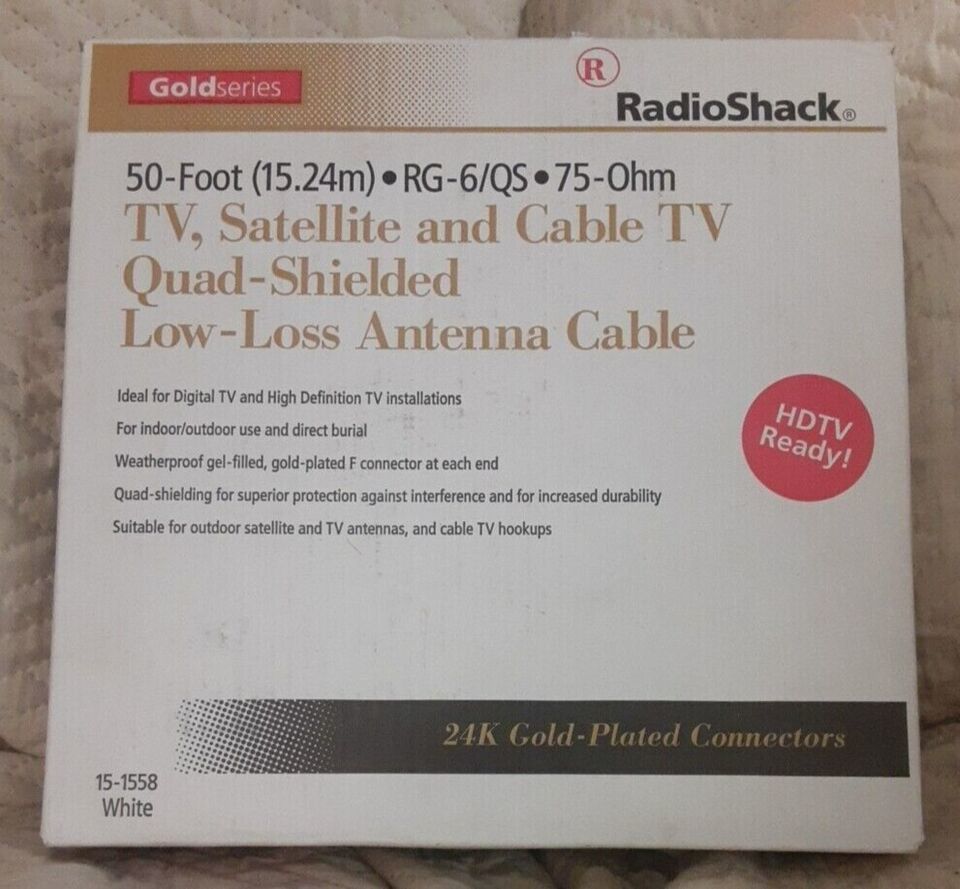 Goldseries
R
RadioShack®
50-Foot (15.24m) • RG-6/QS • 75-Ohm
TV, Satellite and Cable TV
Quad-Shielded
Low-Loss Antenna Cable
Ideal for Digital TV and High Definition TV installations
For indoor/outdoor use and direct burial
Weatherproof gel-filled, gold-plated F connector at each end
Quad-shielding for superior protection against interference and for increased durability
Suitable for outdoor satellite and TV antennas, and cable TV hookups
HDTV
Ready!
24K Gold-Plated Connectors
15-1558
White